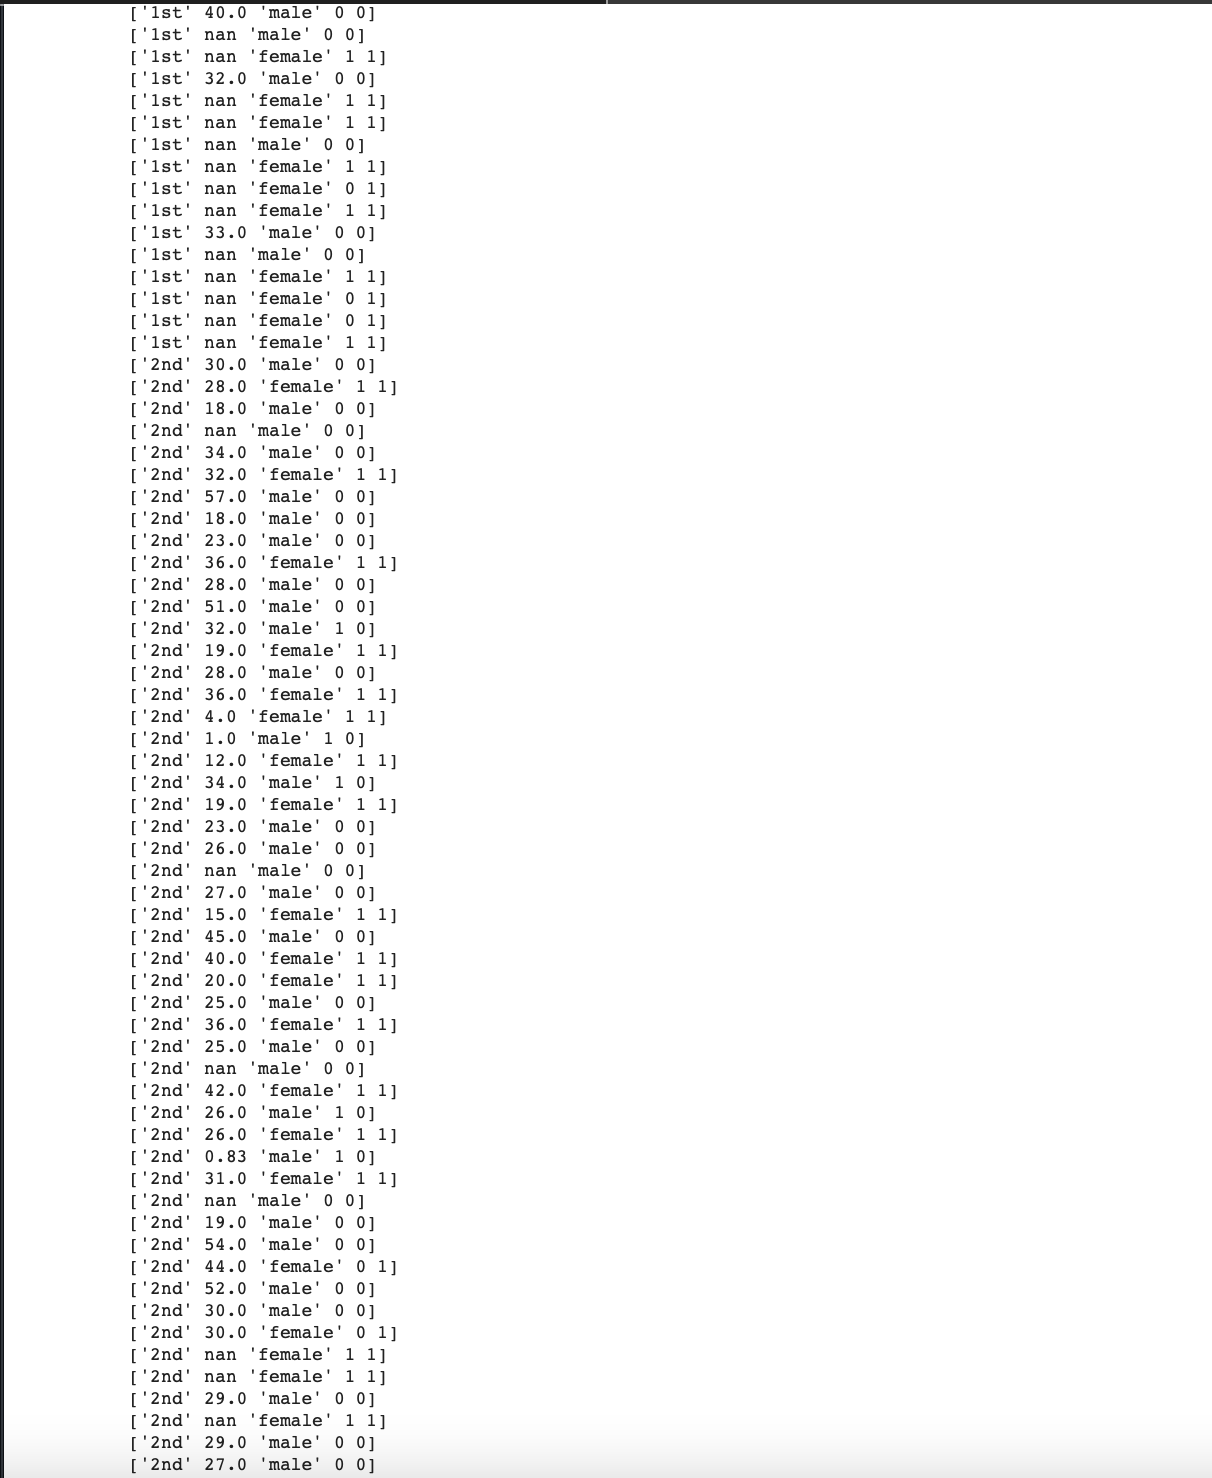 ['1st' 40.0 'male' 0 0]
['1st' nan 'male' 0 0]
['1st' nan 'female' 1 1]
['1st' 32.0 'male' 0 0]
['1st' nan 'female' 1 1]
['1st' nan 'female' 1 1]
['1st' nan 'male' 0 0]
['1st' nan 'female' 1 1]
['1st' nan 'female' 0 1]
['1st' nan 'female' 1 1]
['1st' 33.0 'male' 0 0]
['1st' nan 'male' 0 0]
['1st' nan 'female' 1 1]
['1st' nan 'female' 0 1]
['1st' nan 'female' 0 1]
['1st' nan 'female' 1 1]
['2nd' 30.0 'male' 0 0]
['2nd' 28.0 'female' 1 1]
['2nd' 18.0 'male' 0 0]
['2nd' nan 'male' 0 0]
['2nd' 34.0 'male' 0 0]
['2nd' 32.0 'female' 1 1]
['2nd' 57.0 'male' 0 0]
['2nd' 18.0 'male' 0 0]
['2nd' 23.0 'male' 0 0]
['2nd' 36.0 'female' 1 1]
['2nd' 28.0 'male' 0 0]
['2nd' 51.0 'male' 0 0]
['2nd' 32.0 'male' 1 0]
['2nd' 19.0 'female' 1 1]
['2nd' 28.0 'male' 0 0]
['2nd' 36.0 'female' 1 1]
['2nd' 4.0 'female' 1 1]
['2nd' 1.0 'male' 1 0]
['2nd' 12.0 'female' 1 1]
['2nd' 34.0 'male' 1 0]
['2nd' 19.0 'female' 1 1]
['2nd' 23.0 'male' 0 0]
['2nd' 26.0 'male' 0 0]
['2nd' nan 'male' 0 0]
['2nd' 27.0 'male' 0 0]
['2nd' 15.0 'female' 1 1]
['2nd' 45.0 'male' 0 0]
['2nd' 40.0 'female' 1 1]
['2nd' 20.0 'female' 1 1]
['2nd' 25.0 'male' 0 0]
['2nd' 36.0 'female' 1 1]
['2nd' 25.0 'male' 0 0]
['2nd' nan 'male' 0 0]
['2nd' 42.0 'female' 1 1]
['2nd' 26.0 'male' 1 0]
['2nd' 26.0 'female' 1 1]
['2nd' 0.83 'male' 1 0]
['2nd' 31.0 'female' 1 1]
['2nd' nan 'male' 0 0]
['2nd' 19.0 'male' 0 0]
['2nd' 54.0 'male' 0 0]
['2nd' 44.0 'female' 0 1]
['2nd' 52.0 'male' 0 0]
['2nd' 30.0 'male' 0 0]
['2nd' 30.0 'female' 0 1]
['2nd' nan 'female' 1 1]
['2nd' nan 'female' 1 1]
['2nd' 29.0 'male' 0 0]
['2nd' nan 'female' 1 1]
['2nd' 29.0 'male' 0 0]
['2nd' 27.0 'male' 0 0]